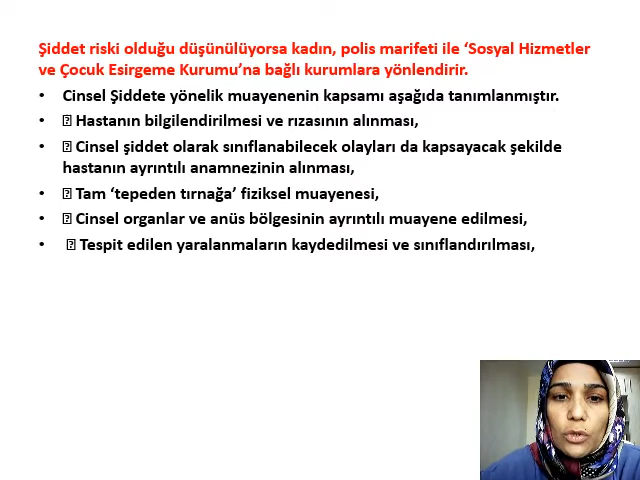 Şiddet riski olduğu düşünülüyorsa kadın, polis marifeti ile ‘Sosyal Hizmetler
ve Çocuk Esirgeme Kurumu’na bağlı kurumlara yönlendirir.
• Cinsel Şiddete yönelik muayenenin kapsamı aşağıda tanımlanmıştır.
• ⍰ Hastanın bilgilendirilmesi ve rızasının alınması,
• ⍰ Cinsel şiddet olarak sınıflanabilecek olayları da kapsayacak şekilde
hastanın ayrıntılı anamnezinin alınması,
• ⍰ Tam ‘tepeden tırnağa’ fiziksel muayenesi,
• ⍰ Cinsel organlar ve anüs bölgesinin ayrıntılı muayene edilmesi,
• ⍰ Tespit edilen yaralanmaların kaydedilmesi ve sınıflandırılması,